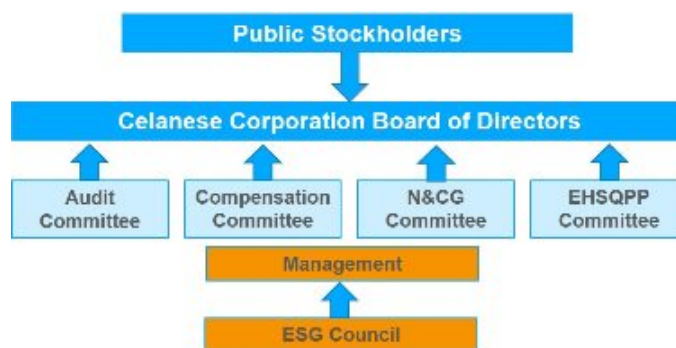 Public Stockholders
Celanese Corporation Board of Directors
Audit
Committee
Compensation
Committee
N&CG
Committee
EHSQPP
Committee
Management
ESG Council